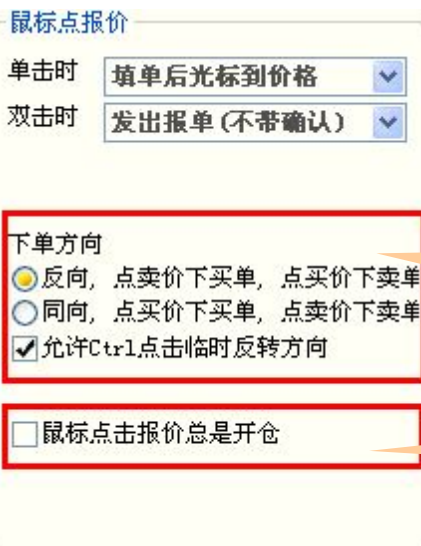 鼠标点报价
单击时 填单后光标到价格
双击时 发出报单(不带确认)
下单方向
反向, 点卖价下买单, 点买价下卖单
同向, 点买价下买单, 点卖价下卖单
允许Ctrl点击临时反转方向
鼠标点击报价总是开仓